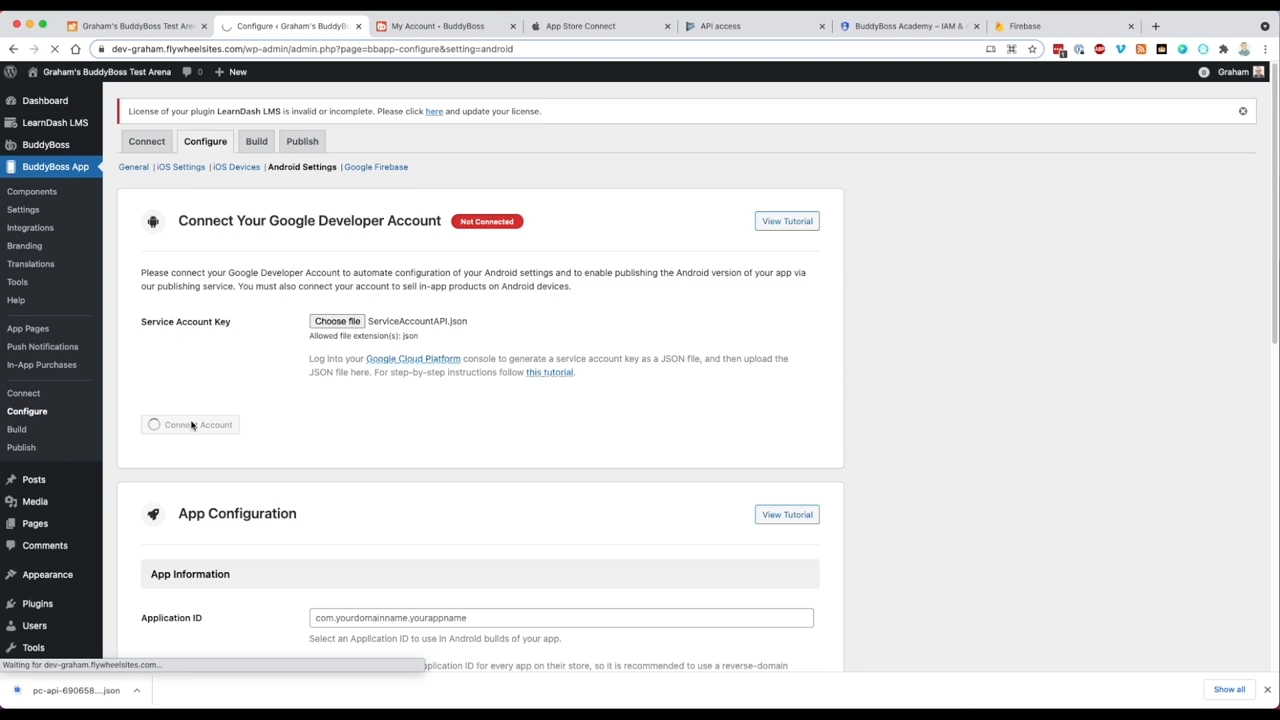 Graham's BuddyBoss Test Aren
Configure ‹ Graham's BuddyBo
My Account ‹ BuddyBoss
App Store Connect
API access
BuddyBoss Academy – IAM & A
Firebase
dev-graham.flywheelsites.com/wp-admin/admin.php?page=bbapp-configure&setting=android
Graham's BuddyBoss Test Arena
0
New
0
Graham
Dashboard
LearnDash LMS
BuddyBoss
BuddyBoss App
Components
Settings
Integrations
Branding
Translations
Tools
Help
App Pages
Push Notifications
In-App Purchases
Connect
Configure
Build
Publish
Posts
Media
Pages
Comments
Appearance
Plugins
Users
Tools
License of your plugin LearnDash LMS is invalid or incomplete. Please click here and update your license.
Connect
Configure
Build
Publish
General | iOS Settings | iOS Devices | Android Settings | Google Firebase
Connect Your Google Developer Account
Not Connected
View Tutorial
Please connect your Google Developer Account to automate configuration of your Android settings and to enable publishing the Android version of your app via
our publishing service. You must also connect your account to sell in-app products on Android devices.
Service Account Key
Choose file ServiceAccountAPI.json
Allowed file extension(s): json
Log into your Google Cloud Platform console to generate a service account key as a JSON file, and then upload the
JSON file here. For step-by-step instructions follow this tutorial.
Connect Account
App Configuration
View Tutorial
App Information
Application ID
com.yourdomainname.yourappname
Select an Application ID to use in Android builds of your app.
pplication ID for every app on their store, so it is recommended to use a reverse-domain
Waiting for dev-graham.flywheelsites.com...
pc-api-690658....json
Show all